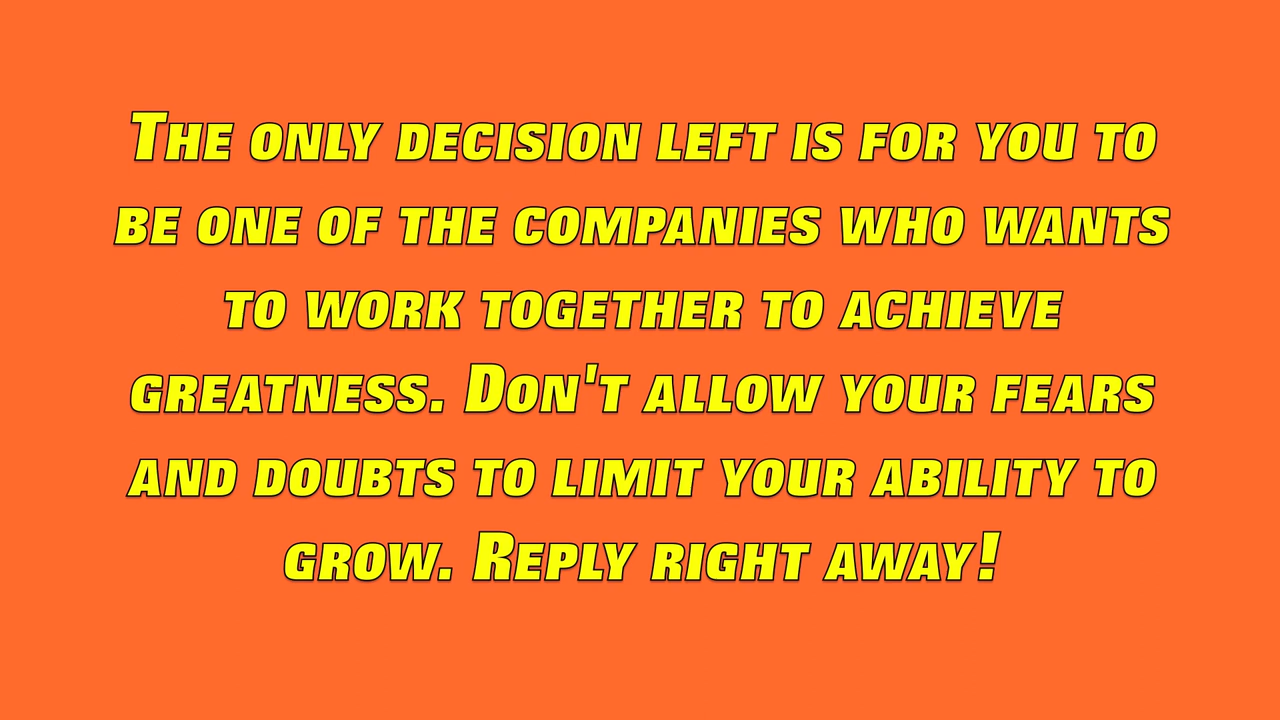 The only decision left is for you to
be one of the companies who wants
to work together to achieve
greatness. Don't allow your fears
and doubts to limit your ability to
grow. Reply right away!